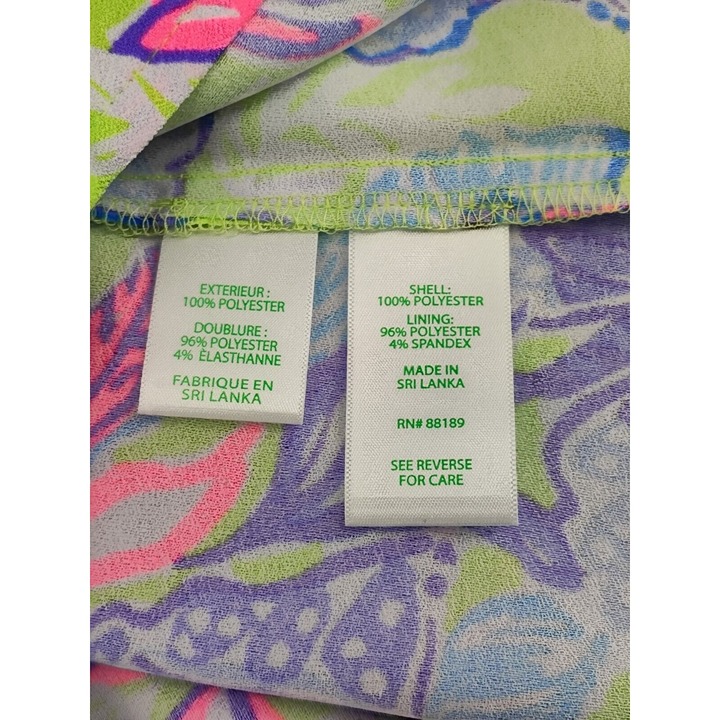 EXTERIEUR :
100% POLYESTER
DOUBLURE :
96% POLYESTER
4% ÈLASTHANNE
FABRIQUE EN
SRI LANKA
SHELL:
100% POLYESTER
LINING:
96% POLYESTER
4% SPANDEX
MADE IN
SRI LANKA
RN# 88189
SEE REVERSE
FOR CARE